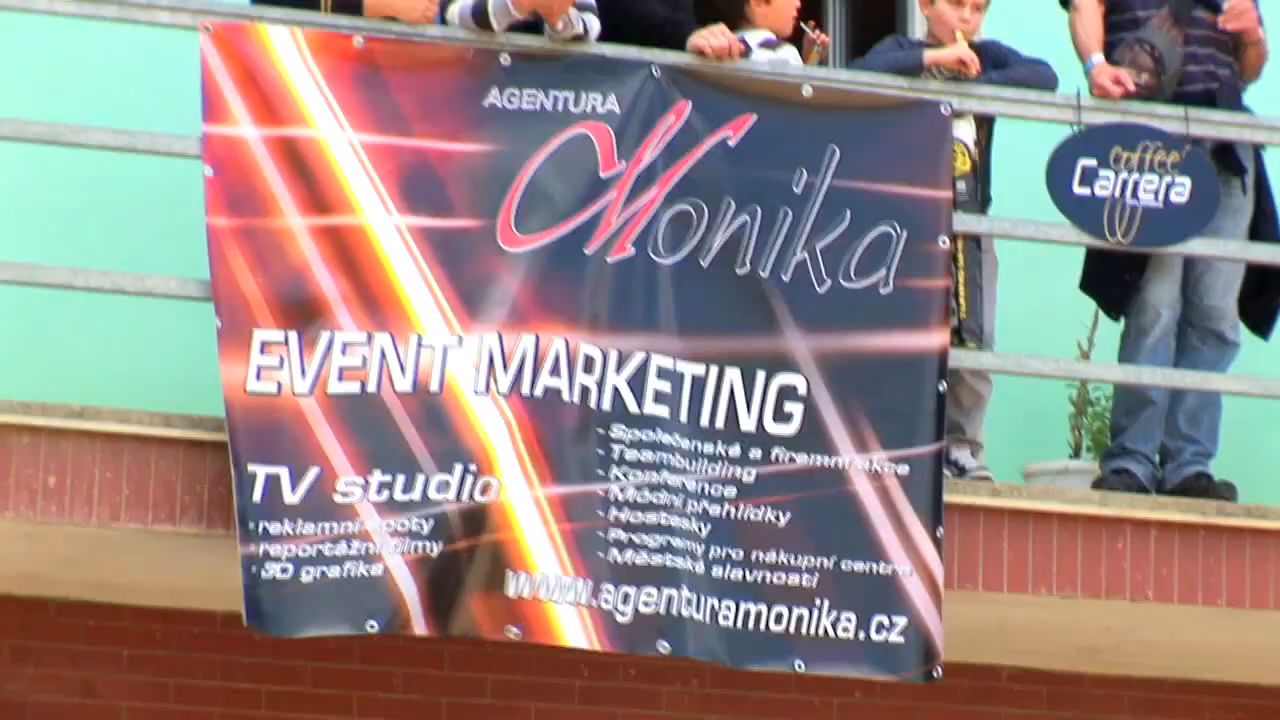 AGENTURA
Monika
EVENT MARKETING
TV studio
- reklamní spoty
- reportážní filmy
- 3D grafika
- Společenské a firemní akce
- Teambuilding
- Konference
- Módní přehlídky
- Hostesky
- Programy pro nákupní centra
- Městské slavnosti
www.agenturamonika.cz
coffee
Carrera